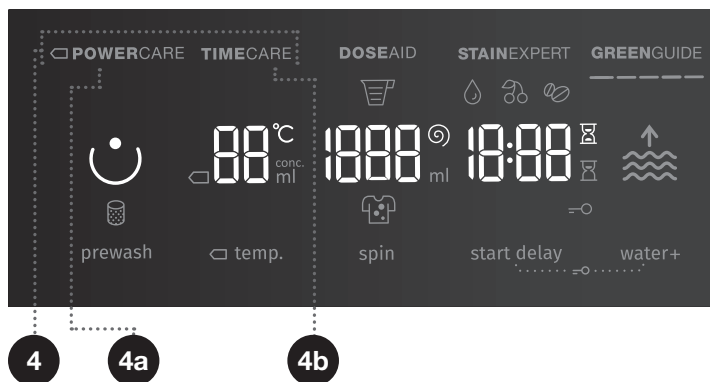 POWERCARE TIMECARE DOSEAID STAINEXPERT GREENGUIDE
88 °C conc. ml 1888 ml 18:88
prewash temp. spin start delay water+
4 4a 4b